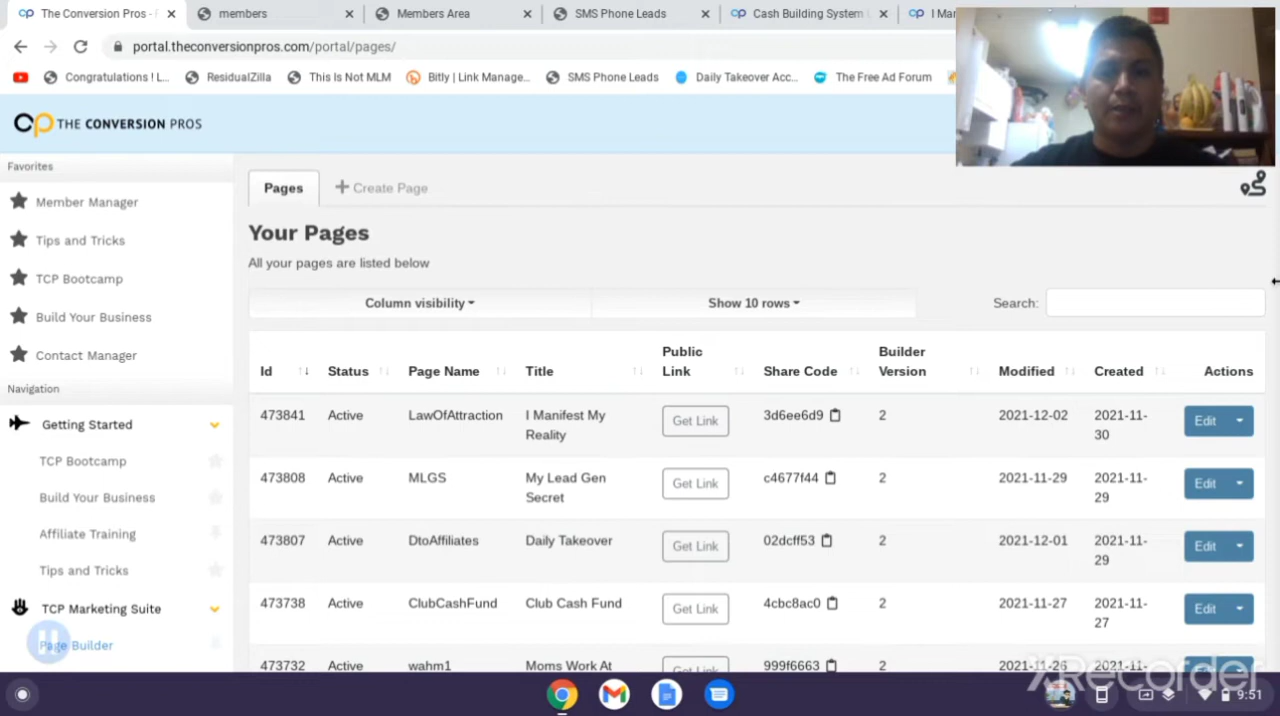 The Conversion Pros - F
members
Members Area
SMS Phone Leads
Cash Building System
I Mar
portal.theconversionpros.com/portal/pages/
Congratulations ! L...
ResidualZilla
This Is Not MLM
Bitly | Link Manage...
SMS Phone Leads
Daily Takeover Acc...
The Free Ad Forum
cp THE CONVERSION PROS
Favorites
Member Manager
Tips and Tricks
TCP Bootcamp
Build Your Business
Contact Manager
Navigation
Getting Started
TCP Bootcamp
Build Your Business
Affiliate Training
Tips and Tricks
TCP Marketing Suite
Page Builder
Pages
+ Create Page
Your Pages
All your pages are listed below
Column visibility
Show 10 rows
Search:
Id Status Page Name Title Public Link Share Code Builder Version Modified Created Actions
473841 Active LawOfAttraction I Manifest My Reality Get Link 3d6ee6d9 2 2021-12-02 2021-11-30 Edit
473808 Active MLGS My Lead Gen Secret Get Link c4677f44 2 2021-11-29 2021-11-29 Edit
473807 Active DtoAffiliates Daily Takeover Get Link 02dcff53 2 2021-12-01 2021-11-29 Edit
473738 Active ClubCashFund Club Cash Fund Get Link 4cbc8ac0 2 2021-11-27 2021-11-27 Edit
473732 Active wahm1 Moms Work At Get Link 999f6663 2 2021-11-26
XRecorder
9:51